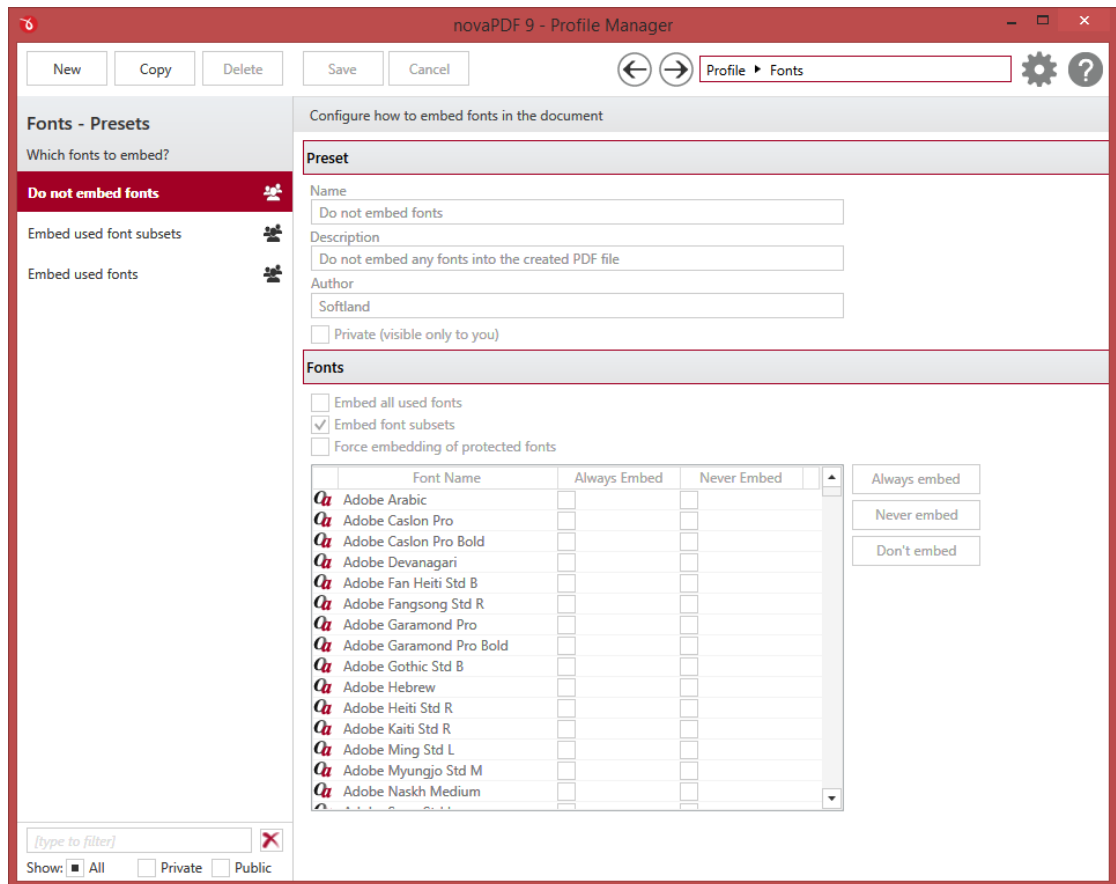 novaPDF 9 - Profile Manager
New Copy Delete Save Cancel Profile Fonts ?
Fonts - Presets
Which fonts to embed?
Do not embed fonts
Embed used font subsets
Embed used fonts
[type to filter]
Show: All Private Public
Configure how to embed fonts in the document
Preset
Name
Do not embed fonts
Description
Do not embed any fonts into the created PDF file
Author
Softland
Private (visible only to you)
Fonts
Embed all used fonts
Embed font subsets
Force embedding of protected fonts
Font Name Always Embed Never Embed
Adobe Arabic
Adobe Caslon Pro
Adobe Caslon Pro Bold
Adobe Devanagari
Adobe Fan Heiti Std B
Adobe Fangsong Std R
Adobe Garamond Pro
Adobe Garamond Pro Bold
Adobe Gothic Std B
Adobe Hebrew
Adobe Heiti Std R
Adobe Kaiti Std R
Adobe Ming Std L
Adobe Myungjo Std M
Adobe Naskh Medium
Always embed
Never embed
Don't embed